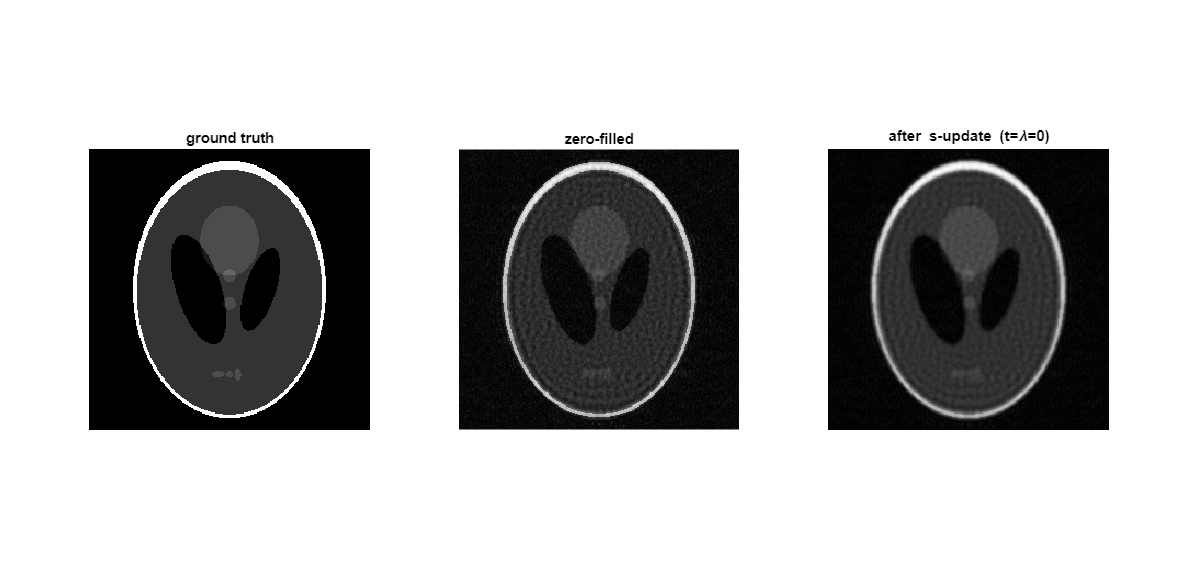 ground truth
zero-filled
after s-update (t=λ=0)